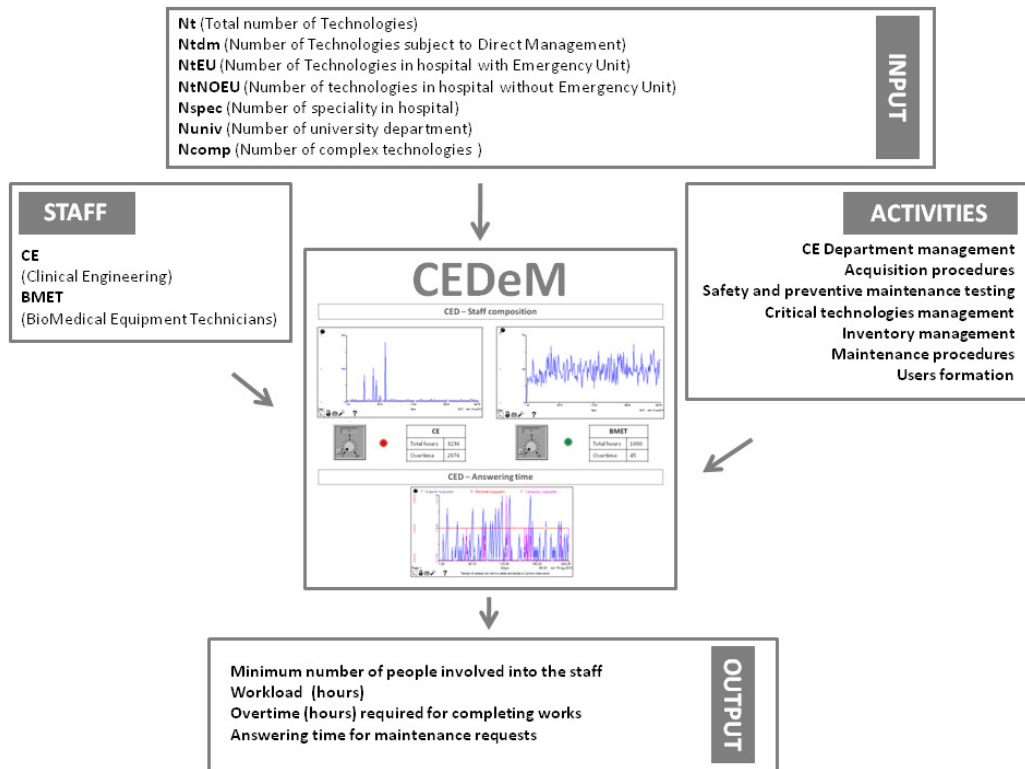 Nt (Total number of Technologies)
Ntdm (Number of Technologies subject to Direct Management)
NtEU (Number of Technologies in hospital with Emergency Unit)
NtNOEU (Number of technologies in hospital without Emergency Unit)
Nspec (Number of speciality in hospital)
Nuniv (Number of university department)
Ncomp (Number of complex technologies )
INPUT
STAFF
CE
(Clinical Engineering)
BMET
(BioMedical Equipment Technicians)
ACTIVITIES
CE Department management
Acquisition procedures
Safety and preventive maintenance testing
Critical technologies management
Inventory management
Maintenance procedures
Users formation
CEDeM
CED – Staff composition
CE
Total hours
Overtime
BMET
Total hours
Overtime
CED – Answering time
Minimum number of people involved into the staff
Workload (hours)
Overtime (hours) required for completing works
Answering time for maintenance requests
OUTPUT